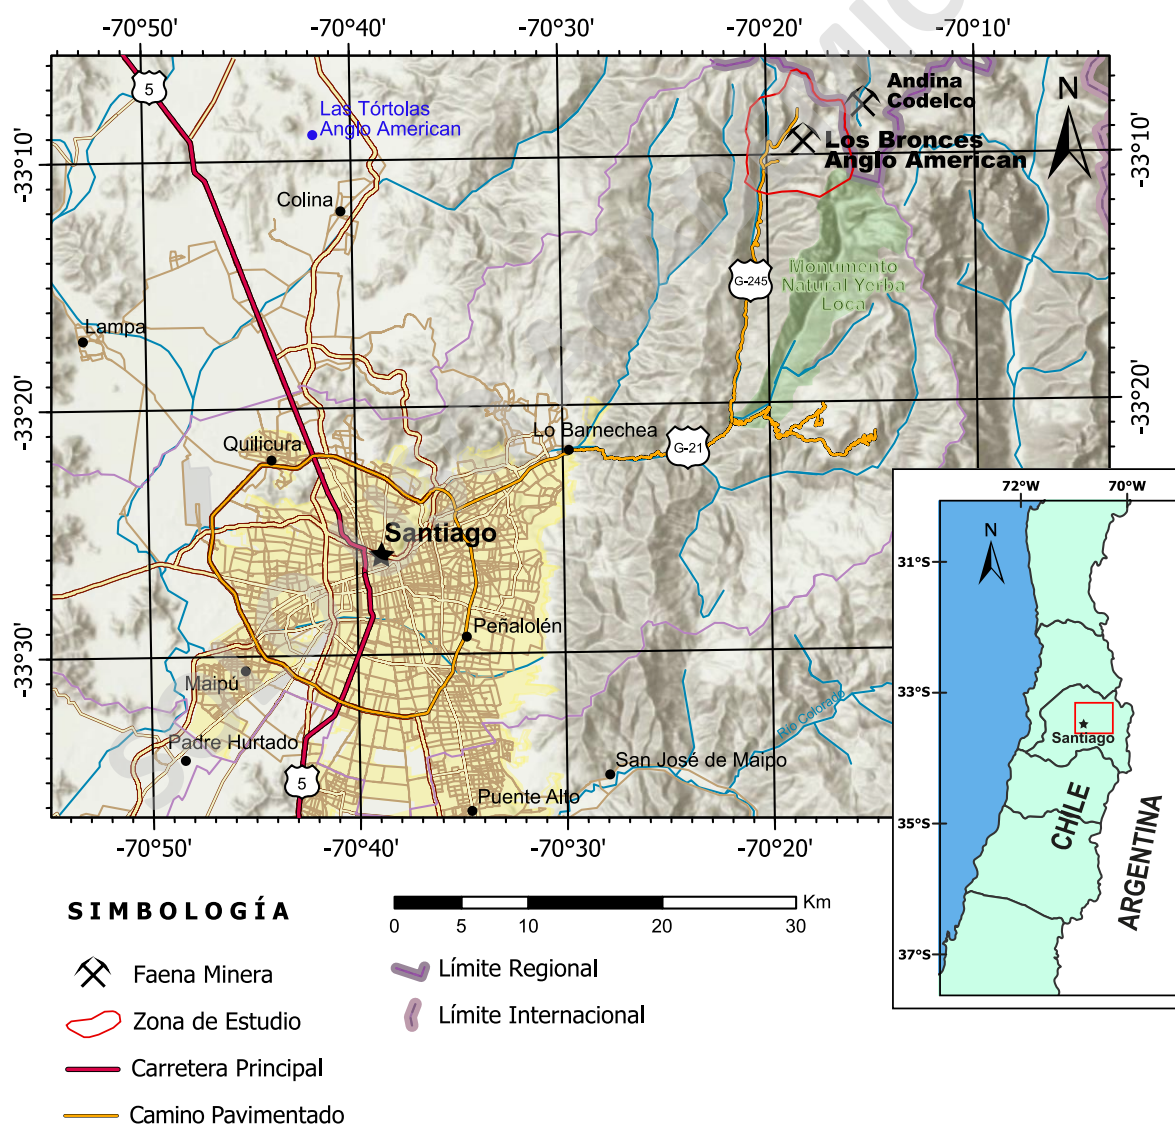 -70°50'
-70°40'
-70°30'
-70°20'
-70°10'
5
Las Tórtolas
Anglo American
Andina
Codelco
N
Los Bronces
Anglo American
-33°10'
-33°10'
Colina
G-245
Monumento
Natural Yerba
Loca
Lampa
-33°20'
-33°20'
Quilicura
Lo Barnechea
G-21
Santiago
Peñalolén
-33°30'
-33°30'
Maipú
Padre Hurtado
Río Colorado
San José de Maipo
5
Puente Alto
-70°50'
-70°40'
-70°30'
-70°20'
72°W
70°W
N
31°S
33°S
Santiago
35°S
CHILE
ARGENTINA
37°S
SIMBOLOGÍA
Km
0
5
10
20
30
Faena Minera
Límite Regional
Zona de Estudio
Límite Internacional
Carretera Principal
Camino Pavimentado